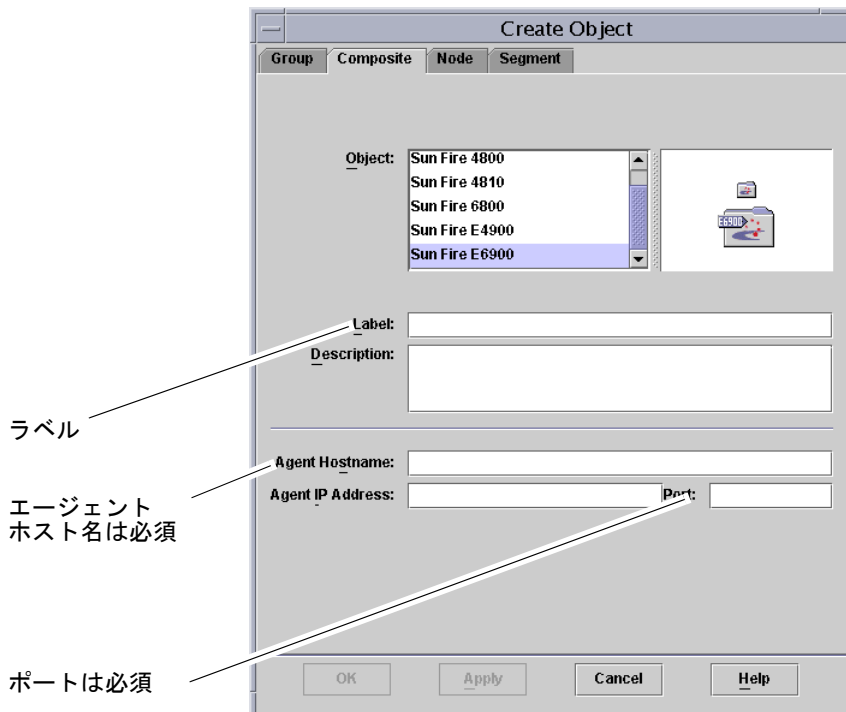 Create Object
Group Composite Node Segment
Object:
Sun Fire 4800
Sun Fire 4810
Sun Fire 6800
Sun Fire E4900
Sun Fire E6900
E6900
Label:
Description:
ラベル
Agent Hostname:
Agent IP Address: Port:
エージェント
ホスト名は必須
ポートは必須
OK Apply Cancel Help